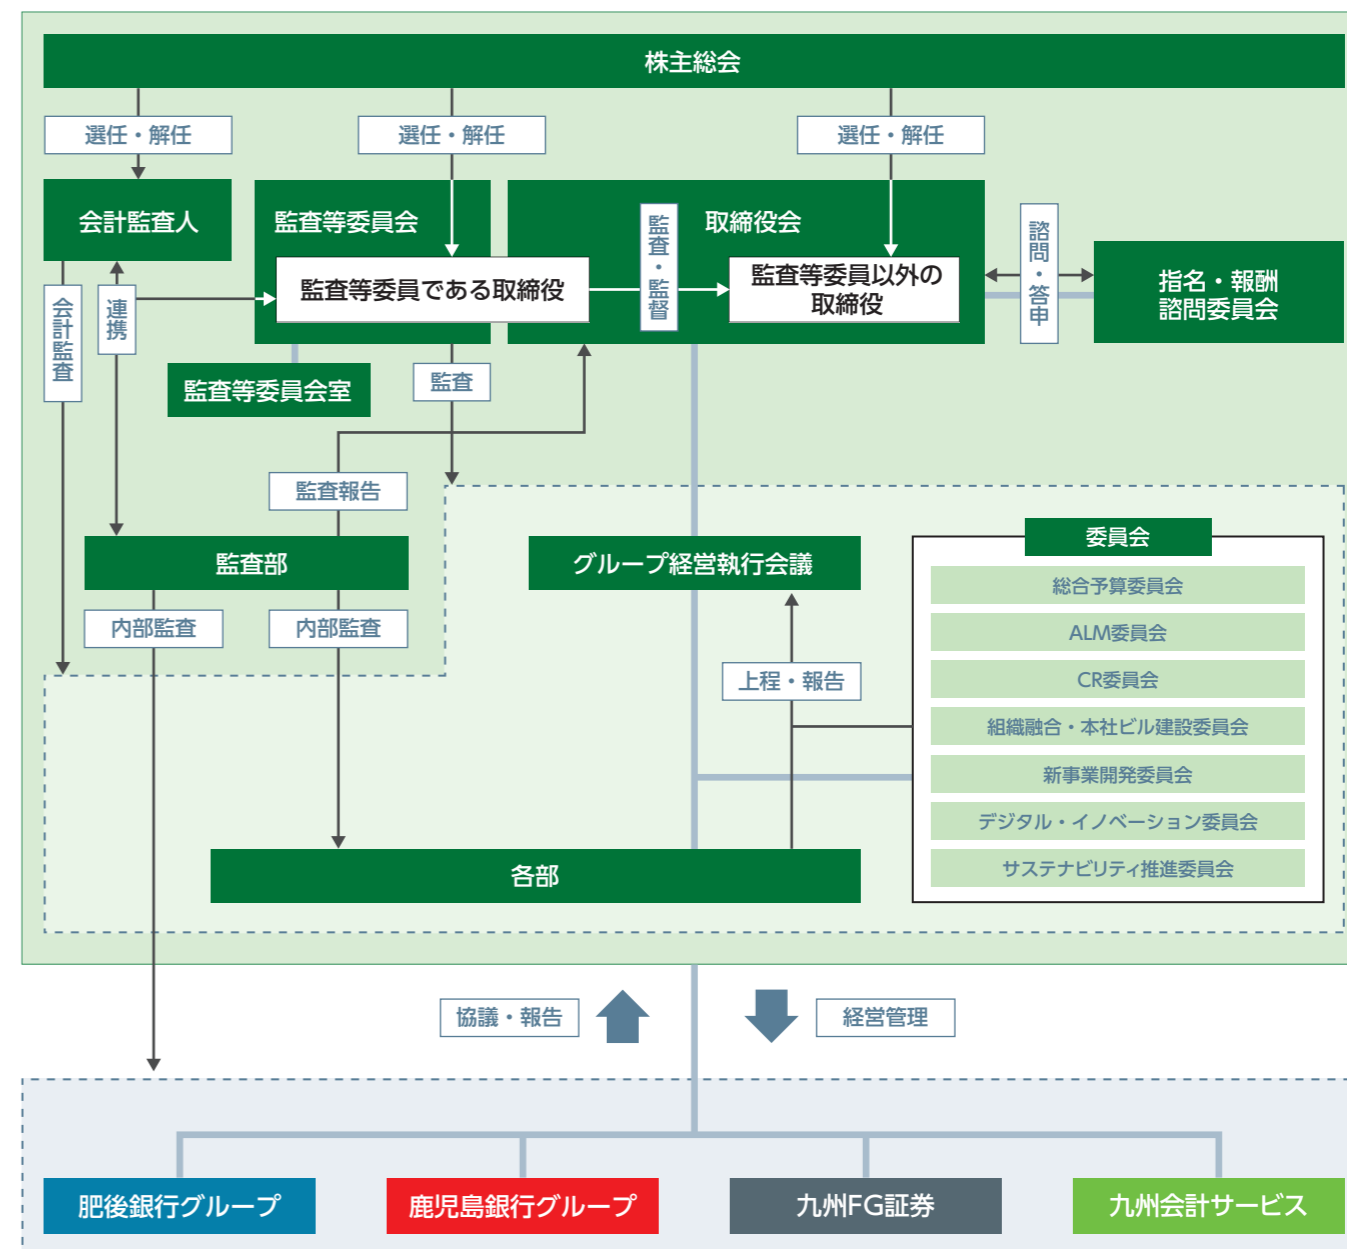 株主総会
選任・解任
選任・解任
選任・解任
会計監査人
監査等委員会
取締役会
監査等委員である取締役
監査・監督
監査等委員以外の
取締役
諮問・答申
指名・報酬
諮問委員会
会計監査
連携
監査等委員会室
監査
監査報告
監査部
内部監査
内部監査
グループ経営執行会議
上程・報告
委員会
総合予算委員会
ALM委員会
CR委員会
組織融合・本社ビル建設委員会
新事業開発委員会
デジタル・イノベーション委員会
サステナビリティ推進委員会
各部
協議・報告
経営管理
肥後銀行グループ
鹿児島銀行グループ
九州FG証券
九州会計サービス